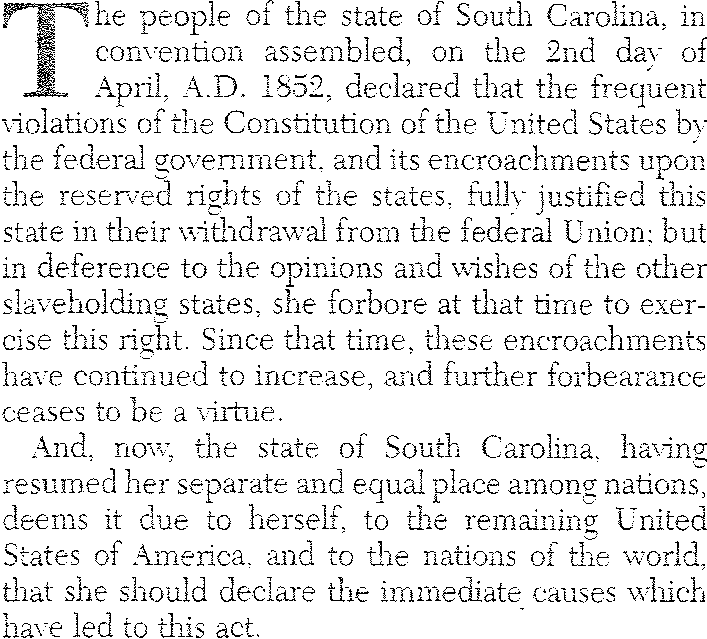 The people of the state of South Carolina, in
convention assembled, on the 2nd day of
April, A.D. 1852, declared that the frequent
violations of the Constitution of the United States by
the federal government, and its encroachments upon
the reserved rights of the states, fully justified this
state in their withdrawal from the federal Union; but
in deference to the opinions and wishes of the other
slaveholding states, she forbore at that time to exer-
cise this right. Since that time, these encroachments
have continued to increase, and further forbearance
ceases to be a virtue.
And, now, the state of South Carolina, having
resumed her separate and equal place among nations,
deems it due to herself, to the remaining United
States of America, and to the nations of the world,
that she should declare the immediate causes which
have led to this act.